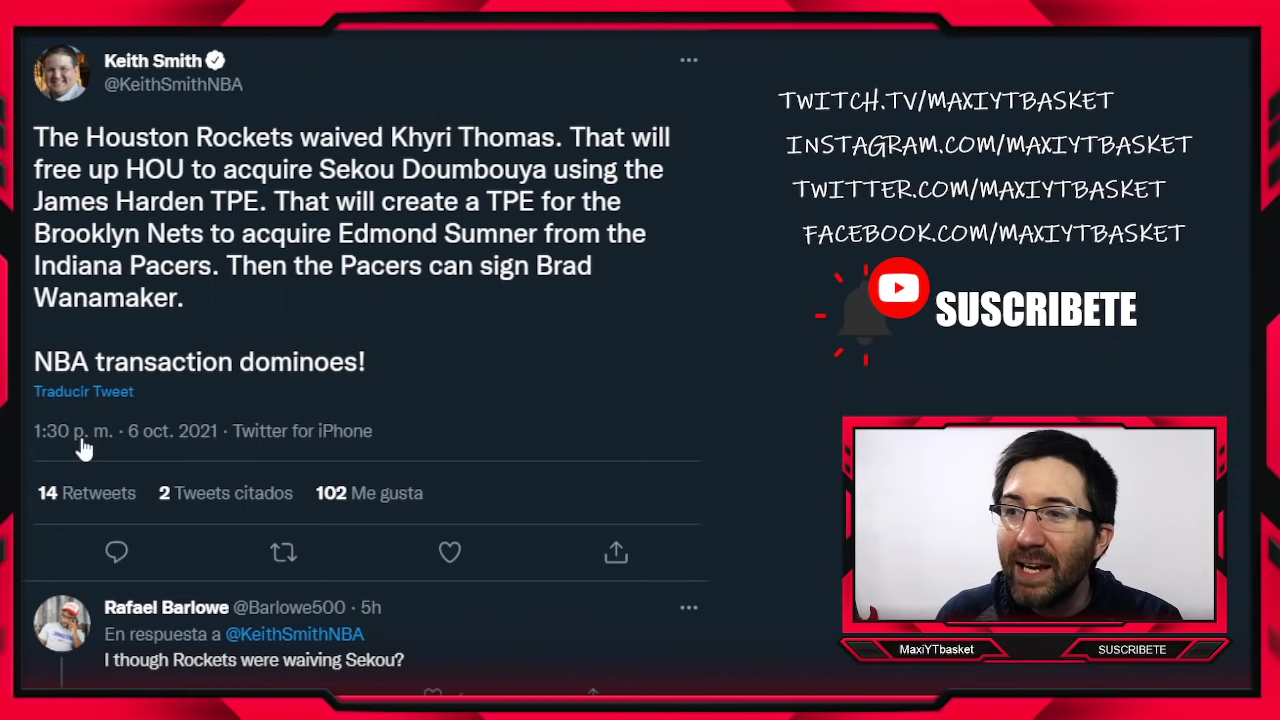 Keith Smith
@KeithSmithNBA
The Houston Rockets waived Khyri Thomas. That will
free up HOU to acquire Sekou Doumbouya using the
James Harden TPE. That will create a TPE for the
Brooklyn Nets to acquire Edmond Sumner from the
Indiana Pacers. Then the Pacers can sign Brad
Wanamaker.
NBA transaction dominoes!
Traducir Tweet
1:30 p. m. · 6 oct. 2021 · Twitter for iPhone
14 Retweets 2 Tweets citados 102 Me gusta
Rafael Barlowe @Barlowe500 · 5h
En respuesta a @KeithSmithNBA
I though Rockets were waiving Sekou?
TWITCH.TV/MAXIYTBASKET
INSTAGRAM.COM/MAXIYTBASKET
TWITTER.COM/MAXIYTBASKET
FACEBOOK.COM/MAXIYTBASKET
SUSCRIBETE
MaxiYTbasket
SUSCRIBETE